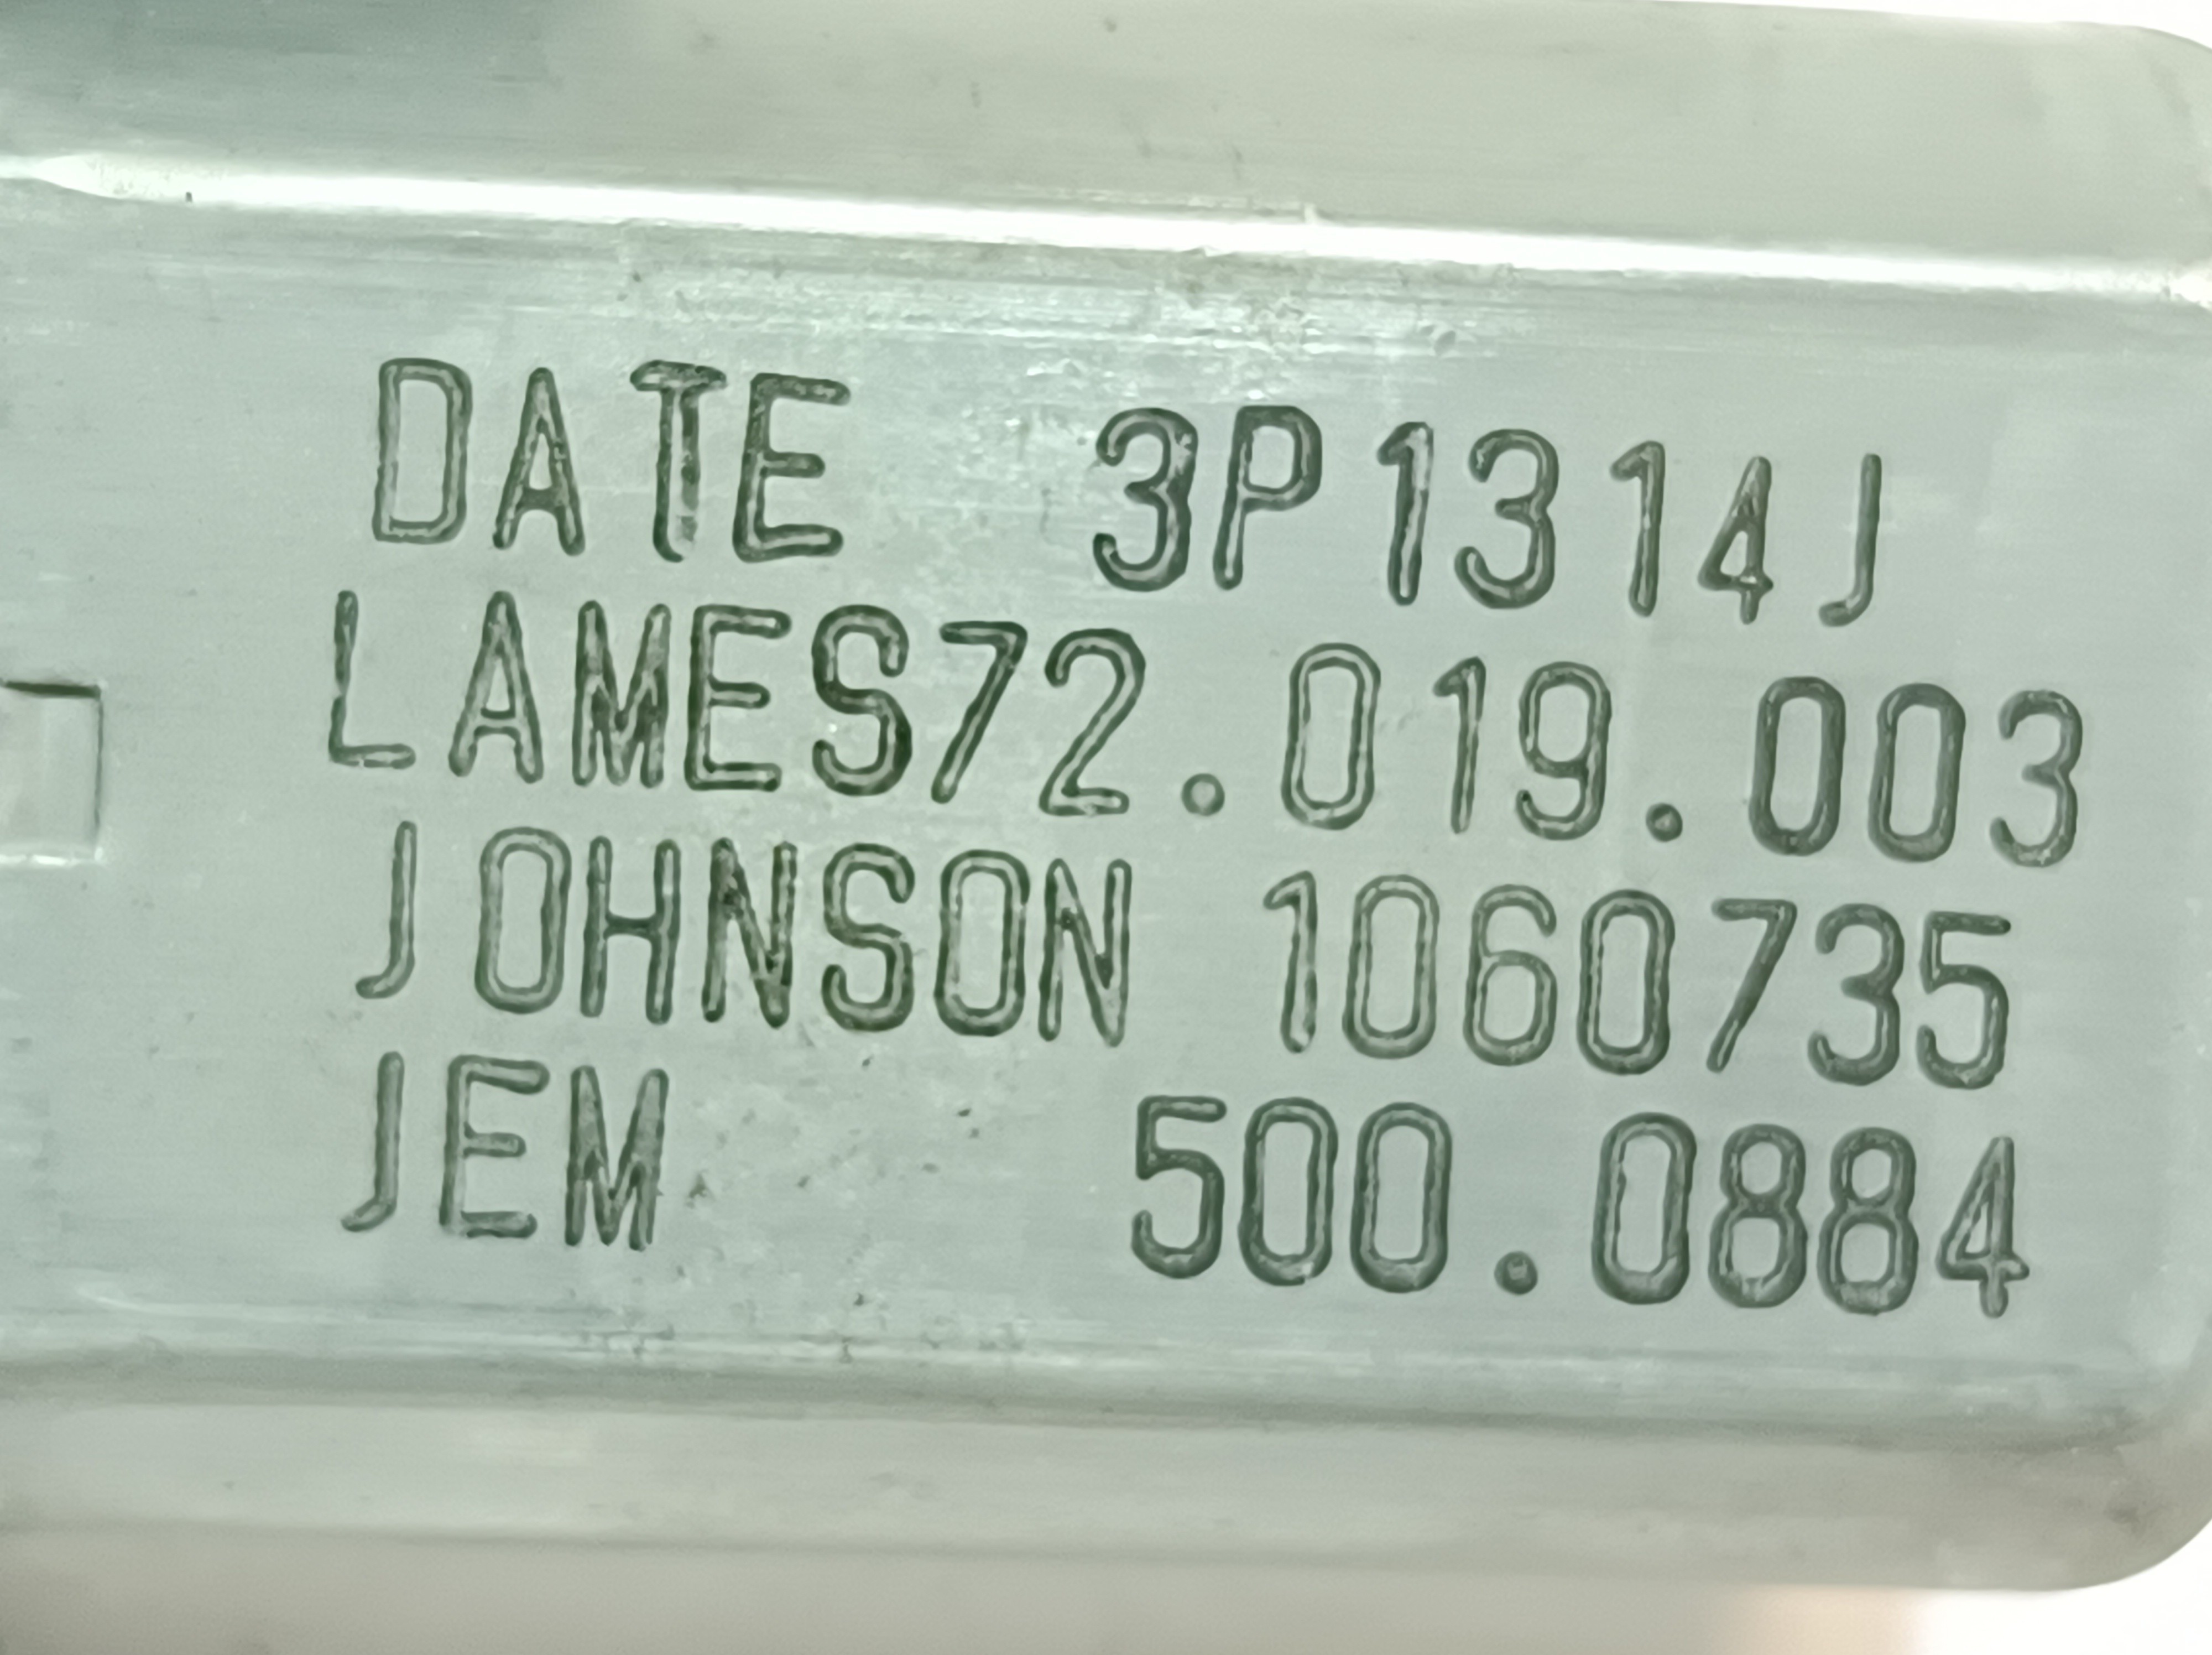 DATE 3P1314J
LAMES72.019.003
JOHNSON 1060735
JEM 500.0884